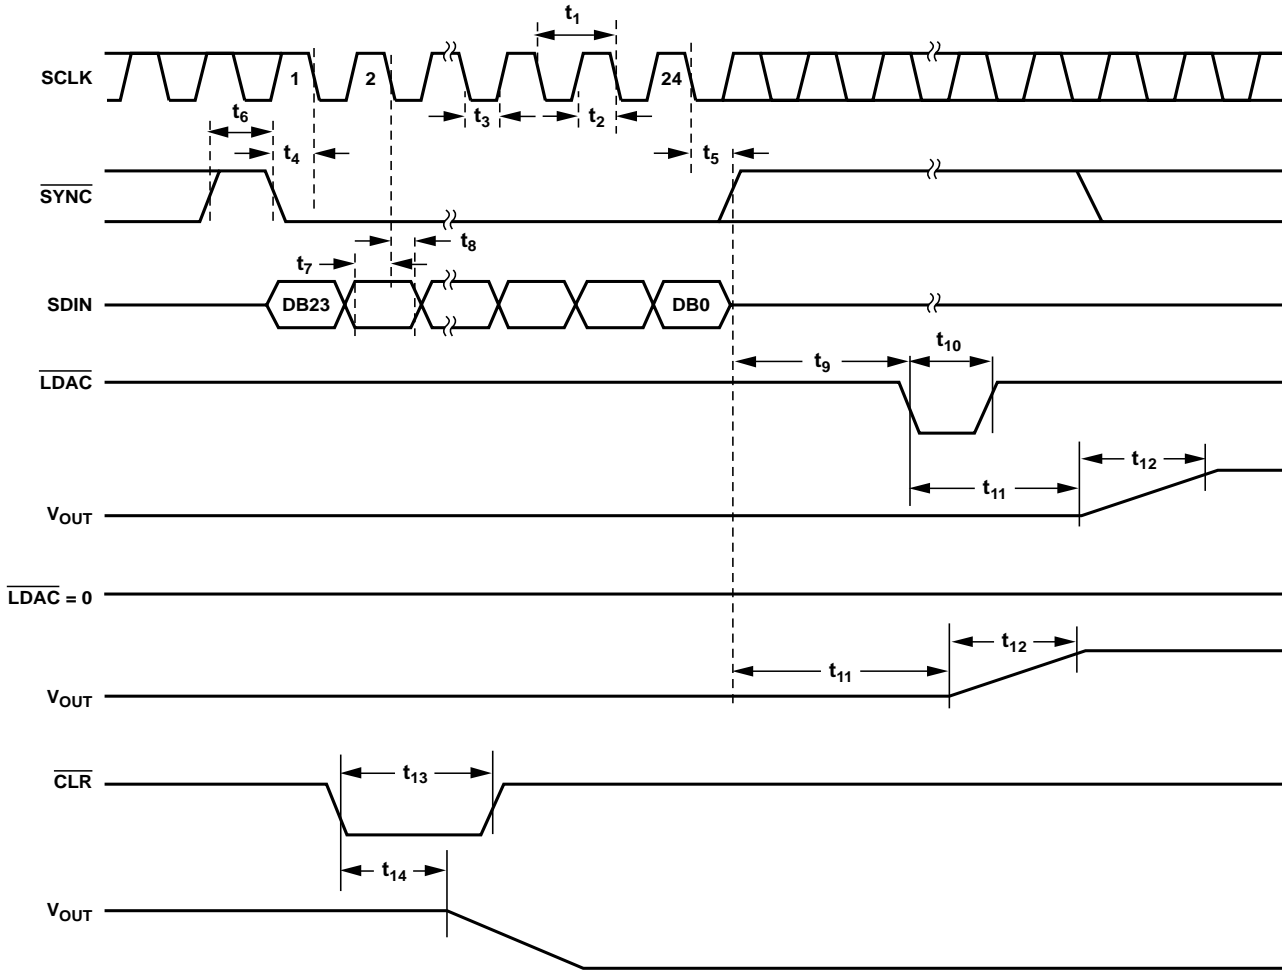 t1
SCLK 1 2 24
t6 t3 t2
t4 t5
SYNC
t8
t7
SDIN DB23 DB0
t10
t9
LDAC
t12
t11
VOUT
LDAC = 0
t12
t11
VOUT
CLR t13
t14
VOUT